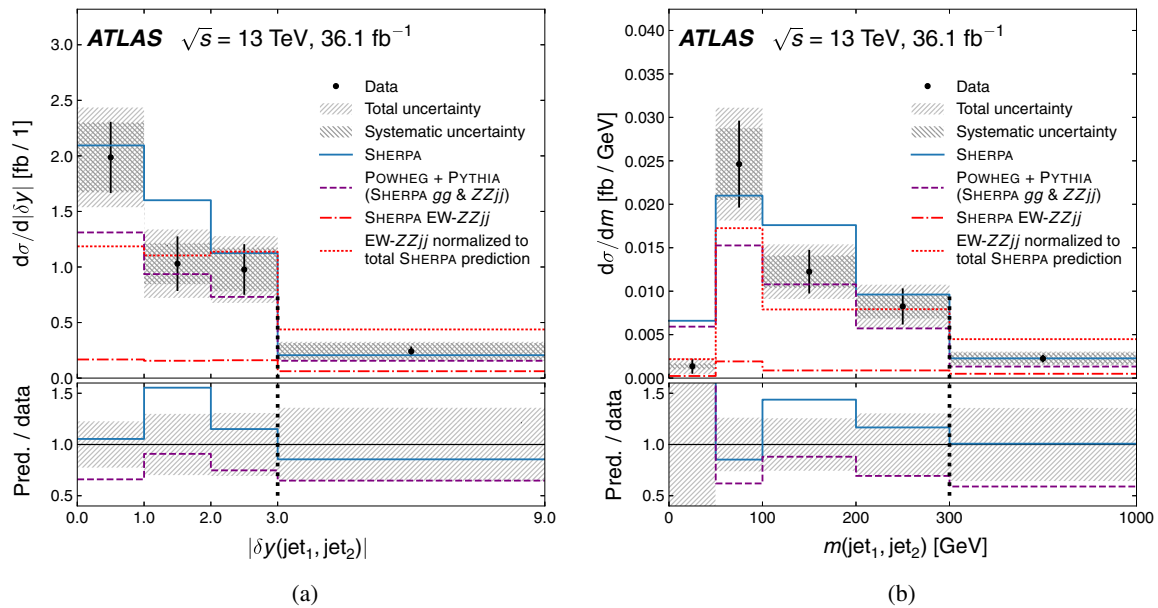 ATLAS √s = 13 TeV, 36.1 fb⁻¹
3.0
2.5
2.0
1.5
1.0
0.5
0.0
dσ/d|δy| [fb / 1]
Data
Total uncertainty
Systematic uncertainty
SHERPA
POWHEG + PYTHIA
(SHERPA gg & ZZjj)
SHERPA EW-ZZjj
EW-ZZjj normalized to
total SHERPA prediction
1.5
1.0
0.5
Pred. / data
0.0 1.0 2.0 3.0 9.0
|δy(jet₁, jet₂)|
(a)
ATLAS √s = 13 TeV, 36.1 fb⁻¹
0.040
0.035
0.030
0.025
0.020
0.015
0.010
0.005
0.000
dσ/dm [fb / GeV]
Data
Total uncertainty
Systematic uncertainty
SHERPA
POWHEG + PYTHIA
(SHERPA gg & ZZjj)
SHERPA EW-ZZjj
EW-ZZjj normalized to
total SHERPA prediction
1.5
1.0
0.5
Pred. / data
0 50 100 200 300 1000
m(jet₁, jet₂) [GeV]
(b)